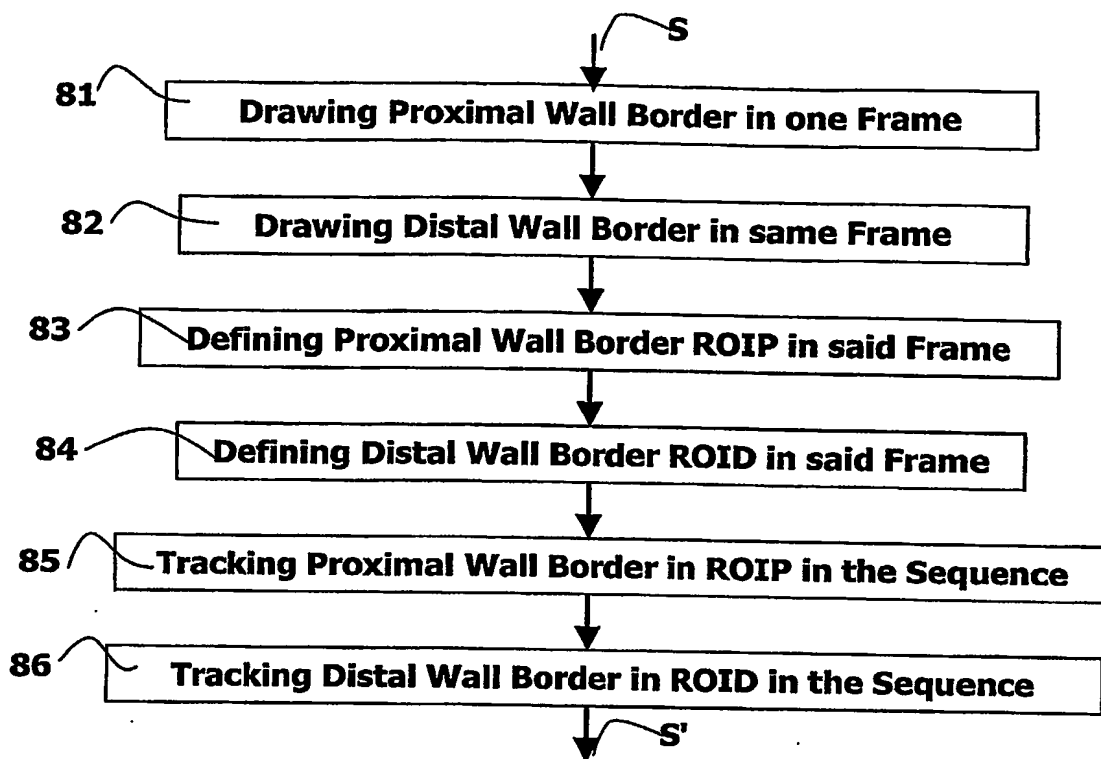 S
81 Drawing Proximal Wall Border in one Frame
82 Drawing Distal Wall Border in same Frame
83 Defining Proximal Wall Border ROIP in said Frame
84 Defining Distal Wall Border ROID in said Frame
85 Tracking Proximal Wall Border in ROIP in the Sequence
86 Tracking Distal Wall Border in ROID in the Sequence
S'